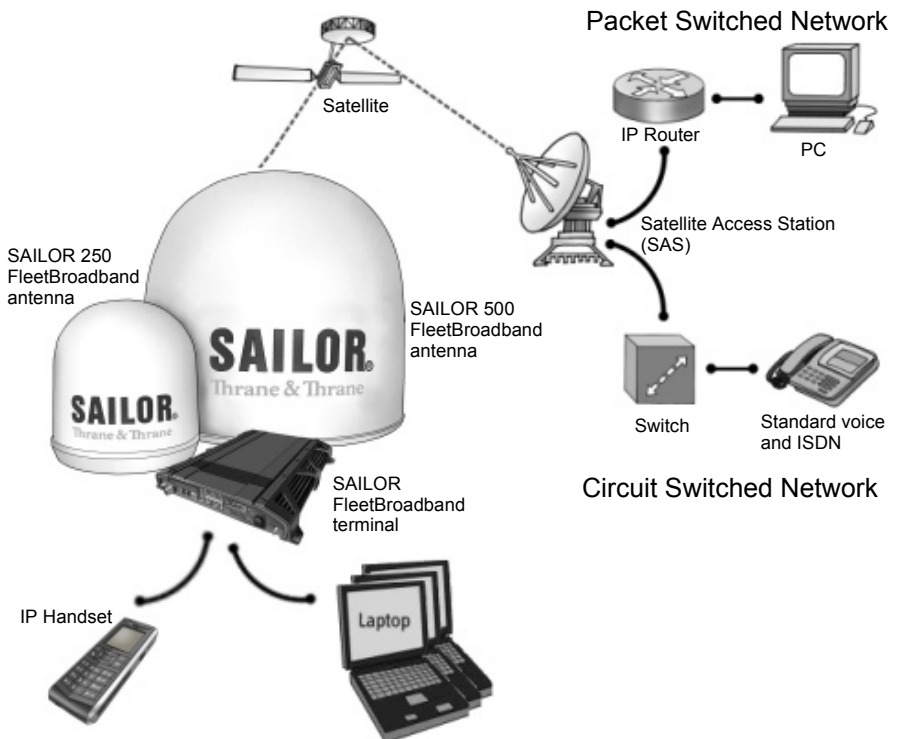 Packet Switched Network
Satellite
IP Router
PC
Satellite Access Station
(SAS)
SAILOR 250
FleetBroadband
antenna
SAILOR 500
FleetBroadband
antenna
SAILOR®
Thrane & Thrane
SAILOR®
Thrane & Thrane
Switch
Standard voice
and ISDN
Circuit Switched Network
SAILOR
FleetBroadband
terminal
IP Handset
Laptop